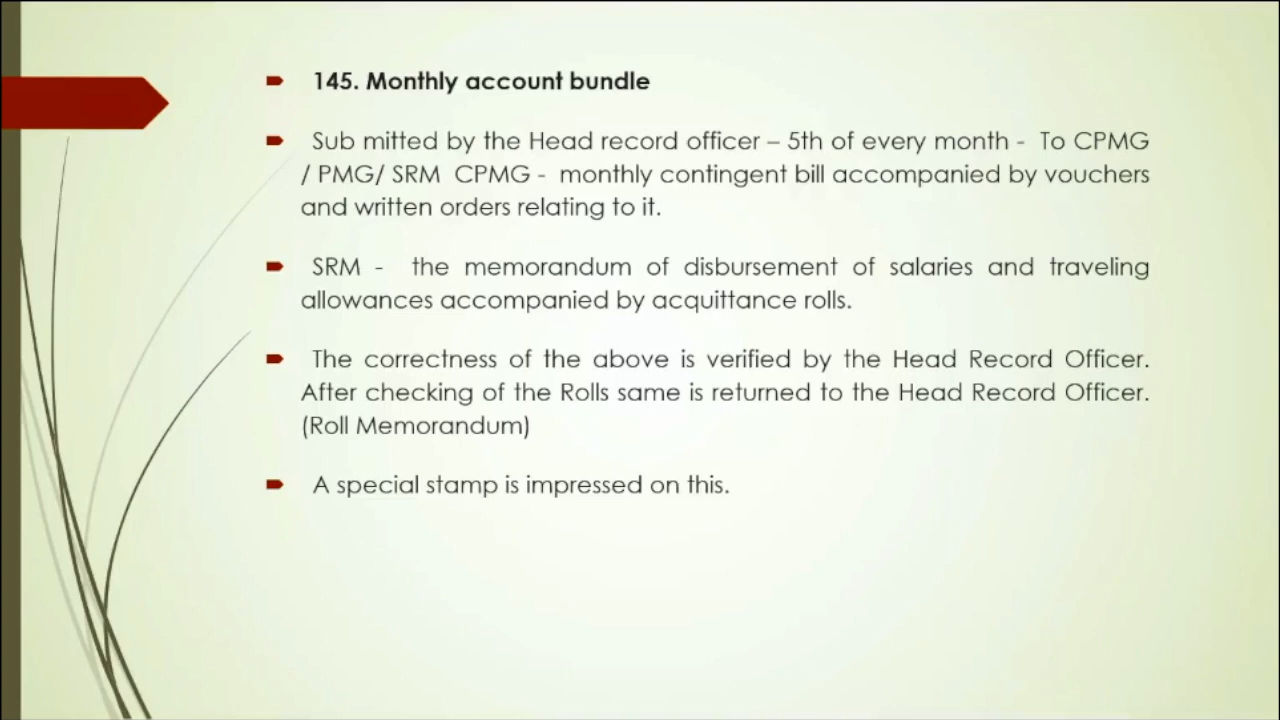 145. Monthly account bundle
Sub mitted by the Head record officer – 5th of every month - To CPMG
/ PMG/ SRM CPMG - monthly contingent bill accompanied by vouchers
and written orders relating to it.
SRM - the memorandum of disbursement of salaries and traveling
allowances accompanied by acquittance rolls.
The correctness of the above is verified by the Head Record Officer.
After checking of the Rolls same is returned to the Head Record Officer.
(Roll Memorandum)
A special stamp is impressed on this.